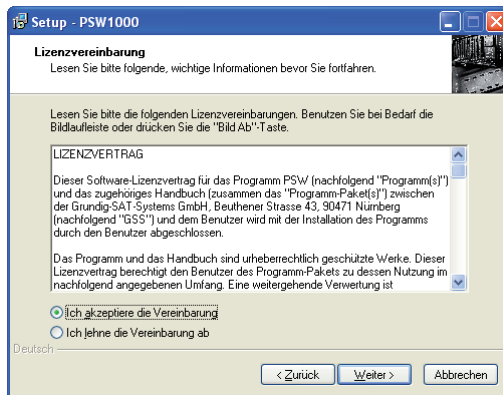 Setup - PSW1000
Lizenzvereinbarung
Lesen Sie bitte folgende, wichtige Informationen bevor Sie fortfahren.
Lesen Sie bitte die folgenden Lizenzvereinbarungen. Benutzen Sie bei Bedarf die
Bildlaufleiste oder drücken Sie die "Bild Ab"-Taste.
LIZENZVERTRAG
Dieser Software-Lizenzvertrag für das Programm PSW (nachfolgend "Programm(s)")
und das zugehöriges Handbuch (zusammen das "Programm-Paket(s)") zwischen
der Grundig-SAT-Systems GmbH, Beuthener Strasse 43, 90471 Nürnberg
(nachfolgend "GSS") und dem Benutzer wird mit der Installation des Programms
durch den Benutzer abgeschlossen.
Das Programm und das Handbuch sind urheberrechtlich geschützte Werke. Dieser
Lizenzvertrag berechtigt den Benutzer des Programm-Pakets zu dessen Nutzung im
nachfolgend angegebenen Umfang. Eine weitergehende Verwertung ist
Ich akzeptiere die Vereinbarung
Ich lehne die Vereinbarung ab
Deutsch
< Zurück
Weiter >
Abbrechen